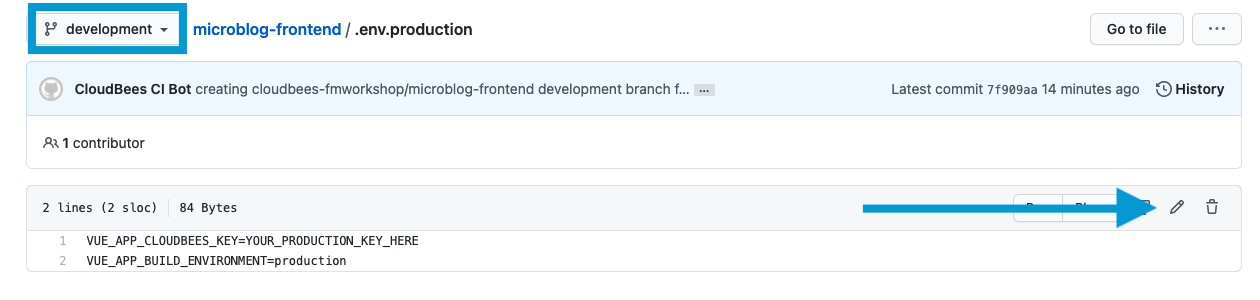 development microblog-frontend / .env.production Go to file ...
CloudBees CI Bot creating cloudbees-fmworkshop/microblog-frontend development branch f... ... Latest commit 7f909aa 14 minutes ago History
1 contributor
2 lines (2 sloc) 84 Bytes
1 VUE_APP_CLOUDBEES_KEY=YOUR_PRODUCTION_KEY_HERE
2 VUE_APP_BUILD_ENVIRONMENT=production